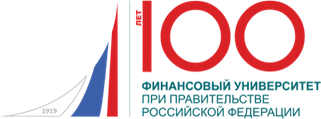 ЛЕТ
100
1919
ФИНАНСОВЫЙ УНИВЕРСИТЕТ
ПРИ ПРАВИТЕЛЬСТВЕ
РОССИЙСКОЙ ФЕДЕРАЦИИ